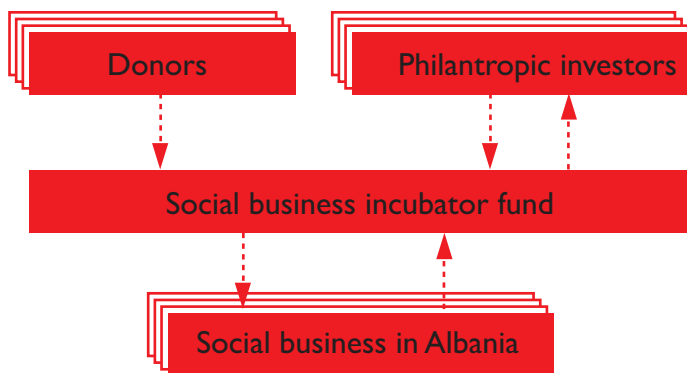 Donors
Philantropic investors
Social business incubator fund
Social business in Albania